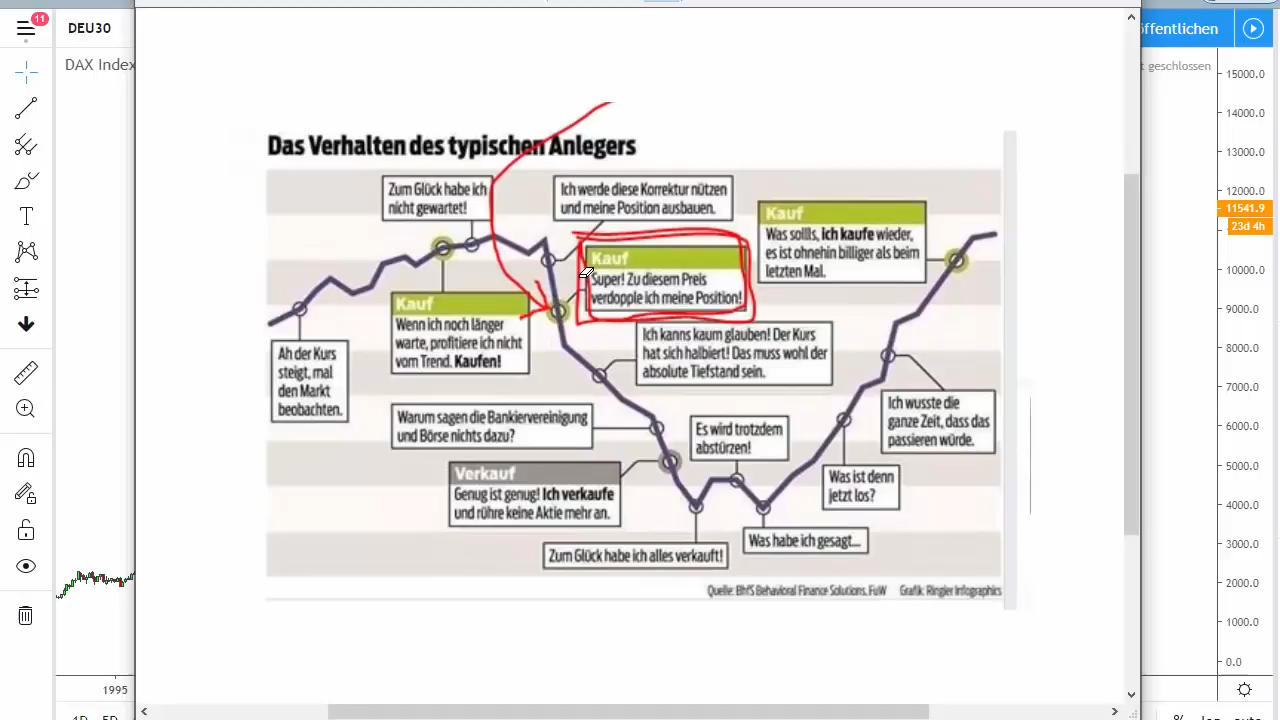 11
DEU30
öffentlichen
DAX Index
t geschlossen
Das Verhalten des typischen Anlegers
Zum Glück habe ich
nicht gewartet!
Ich werde diese Korrektur nützen
und meine Position ausbauen.
Kauf
Was solls, ich kaufe wieder,
es ist ohnehin billiger als beim
letzten Mal.
Kauf
Super! Zu diesem Preis
verdopple ich meine Position!
Kauf
Wenn ich noch länger
warte, profitiere ich nicht
vom Trend. Kaufen!
Ah der Kurs
steigt, mal
den Markt
beobachten.
Ich kanns kaum glauben! Der Kurs
hat sich halbiert! Das muss wohl der
absolute Tiefstand sein.
Warum sagen die Bankiervereinigung
und Börse nichts dazu?
Es wird trotzdem
abstürzen!
Ich wusste die
ganze Zeit, dass das
passieren würde.
Verkauf
Genug ist genug! Ich verkaufe
und rühre keine Aktie mehr an.
Was ist denn
jetzt los?
Was habe ich gesagt...
Zum Glück habe ich alles verkauft!
Quelle: BhFS Behavioral Finance Solutions, FuW Grafik: Ringier Infographics
15000.0
14000.0
13000.0
12000.0
11541.9
23d 4h
10000.0
9000.0
8000.0
7000.0
6000.0
5000.0
4000.0
3000.0
2000.0
1000.0
0.0
1995